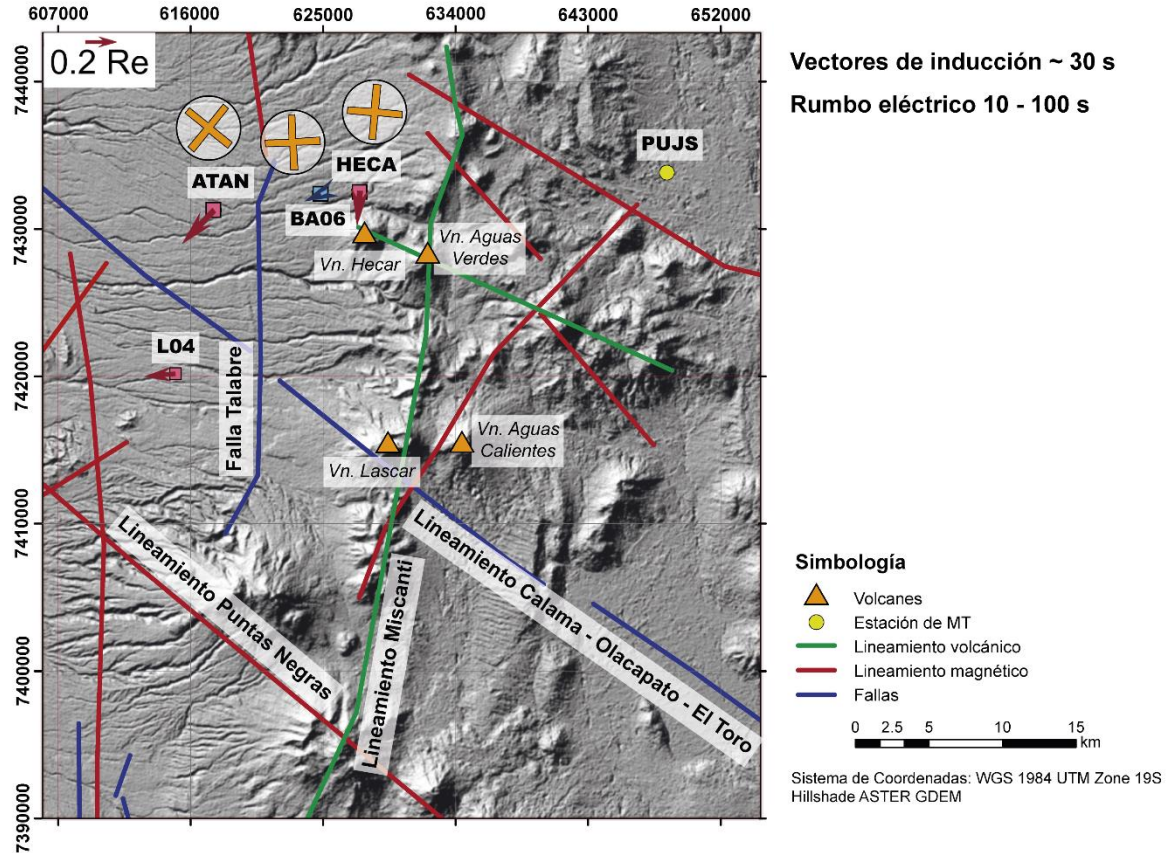 607000 616000 625000 634000 643000 652000
7440000
7430000
7420000
7410000
7400000
7390000
0.2 Re
ATAN
HECA
BA06
PUJS
L04
Vn. Hecar
Vn. Aguas
Verdes
Vn. Lascar
Vn. Aguas
Calientes
Falla Talabre
Lineamiento Puntas Negras
Lineamiento Miscanti
Lineamiento Calama - Olacapato - El Toro
Vectores de inducción ~ 30 s
Rumbo eléctrico 10 - 100 s
Simbología
Volcanes
Estación de MT
Lineamiento volcánico
Lineamiento magnético
Fallas
0 2.5 5 10 15
km
Sistema de Coordenadas: WGS 1984 UTM Zone 19S
Hillshade ASTER GDEM